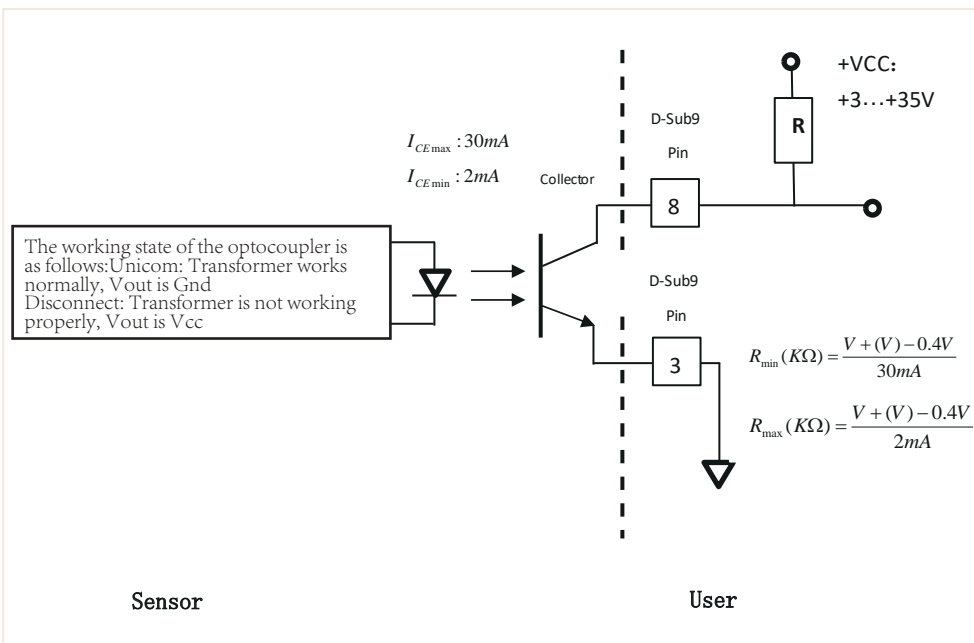 +VCC：
+3...+35V
R
D-Sub9
Pin
I_CEmax : 30mA
I_CEmin : 2mA
Collector
8
The working state of the optocoupler is
as follows:Unicom: Transformer works
normally, Vout is Gnd
Disconnect: Transformer is not working
properly, Vout is Vcc
D-Sub9
Pin
3
R_min (KΩ) = (V + (V) − 0.4V) / 30mA
R_max (KΩ) = (V + (V) − 0.4V) / 2mA
Sensor
User